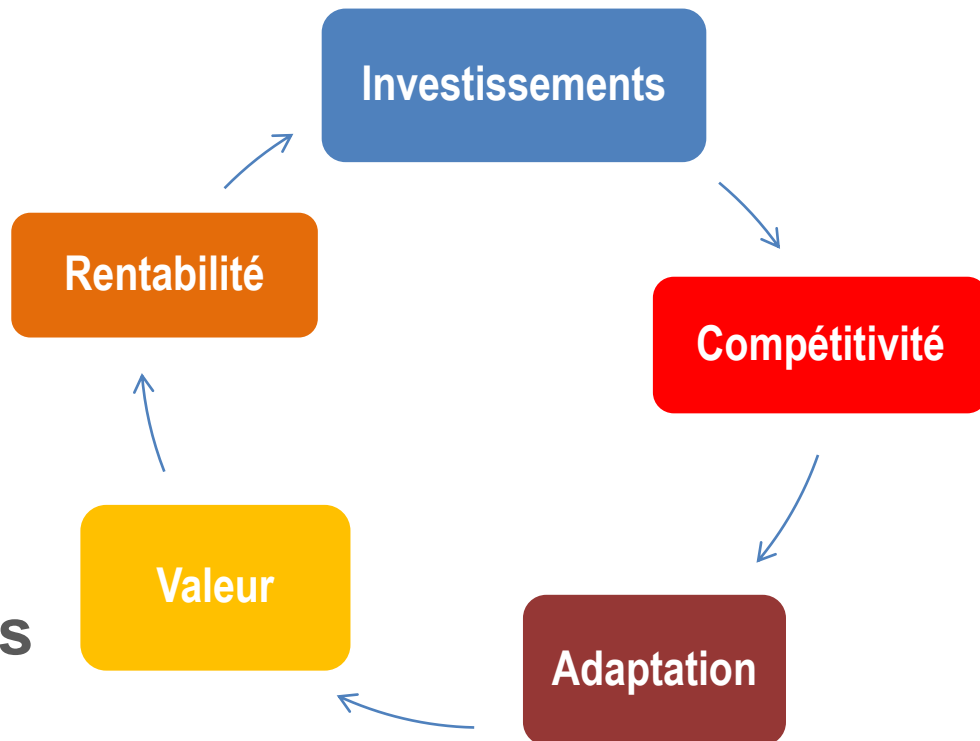 Investissements
Rentabilité
Compétitivité
Valeur
s
Adaptation